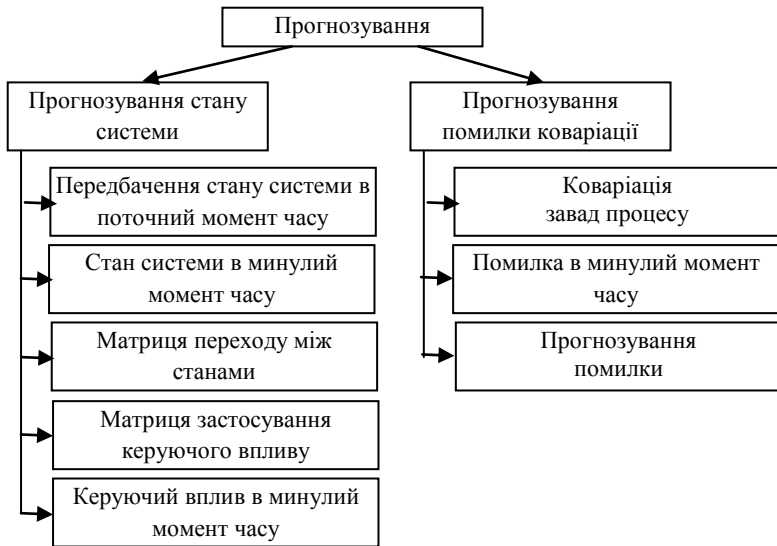 Прогнозування
Прогнозування стану
системи
Прогнозування
помилки коваріації
Передбачення стану системи в
поточний момент часу
Стан системи в минулий
момент часу
Матриця переходу між
станами
Матриця застосування
керуючого впливу
Керуючий вплив в минулий
момент часу
Коваріація
завад процесу
Помилка в минулий момент
часу
Прогнозування
помилки